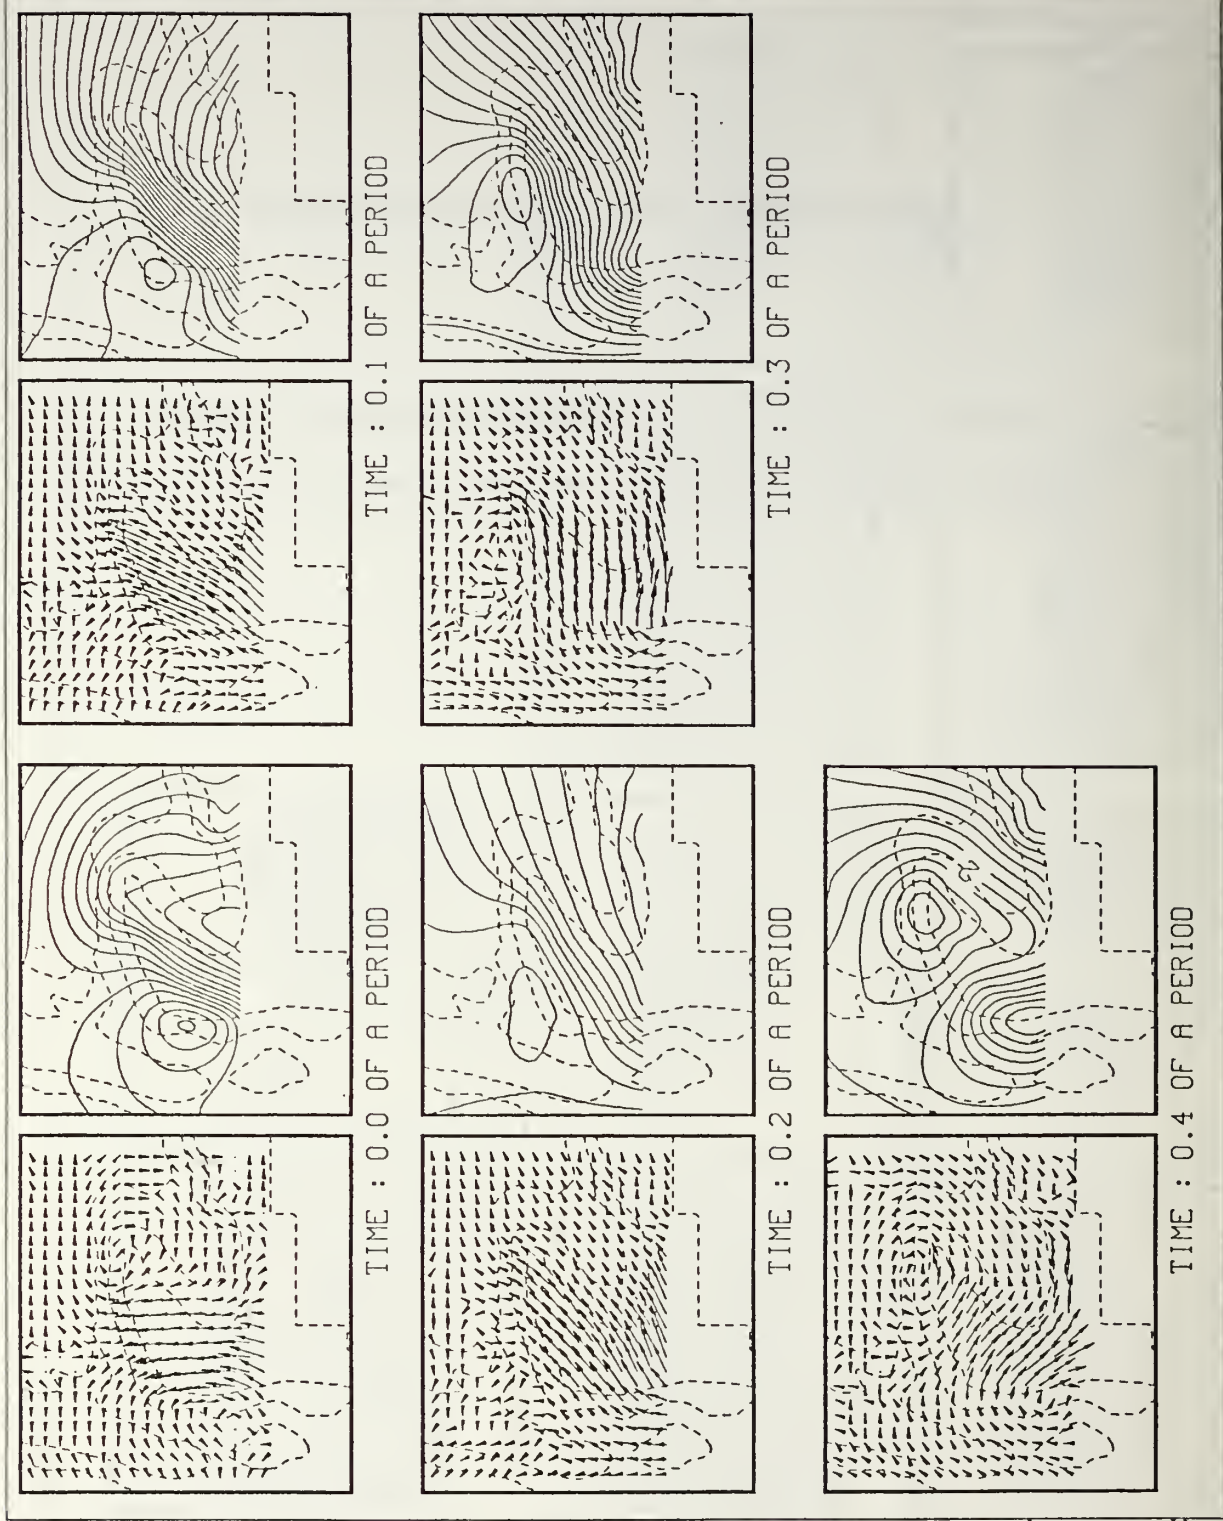 TIME : 0.0 OF A PERIOD
TIME : 0.1 OF A PERIOD
TIME : 0.2 OF A PERIOD
TIME : 0.3 OF A PERIOD
2
TIME : 0.4 OF A PERIOD